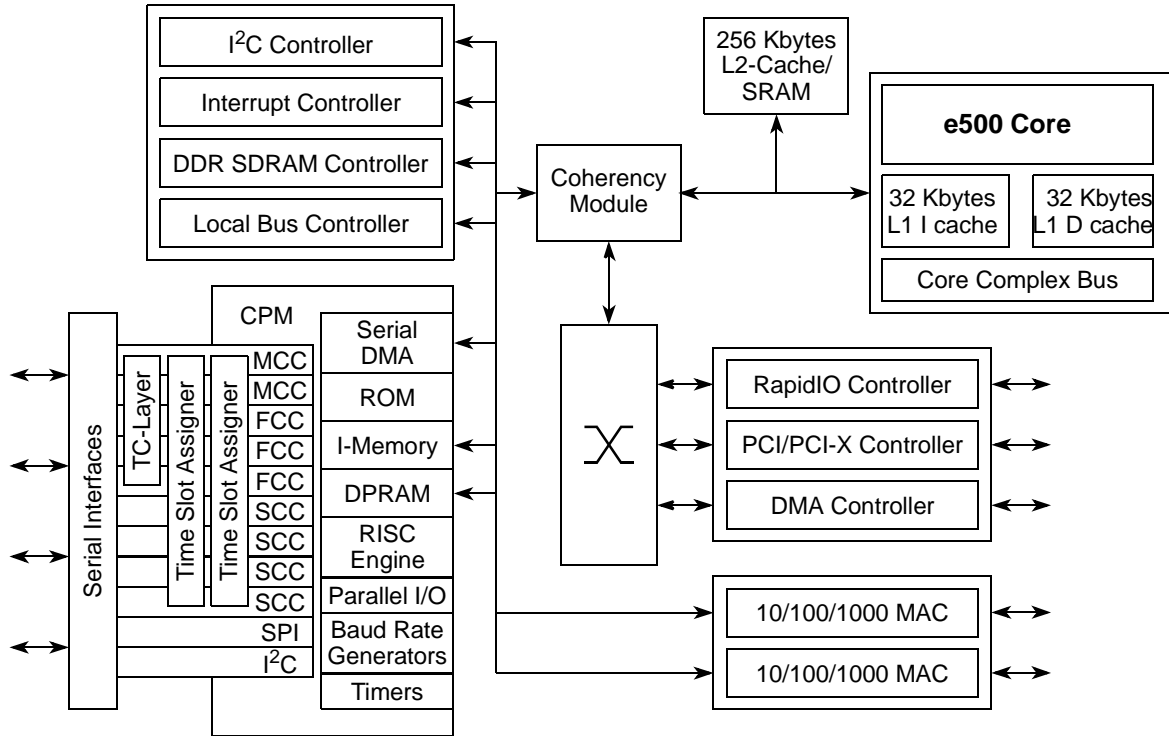 I²C Controller
Interrupt Controller
DDR SDRAM Controller
Local Bus Controller
256 Kbytes
L2-Cache/
SRAM
e500 Core
32 Kbytes
L1 I cache
32 Kbytes
L1 D cache
Core Complex Bus
Coherency
Module
CPM
Serial Interfaces
TC-Layer
Time Slot Assigner
Time Slot Assigner
MCC
MCC
FCC
FCC
FCC
SCC
SCC
SCC
SCC
SPI
I²C
Serial
DMA
ROM
I-Memory
DPRAM
RISC
Engine
Parallel I/O
Baud Rate
Generators
Timers
RapidIO Controller
PCI/PCI-X Controller
DMA Controller
10/100/1000 MAC
10/100/1000 MAC